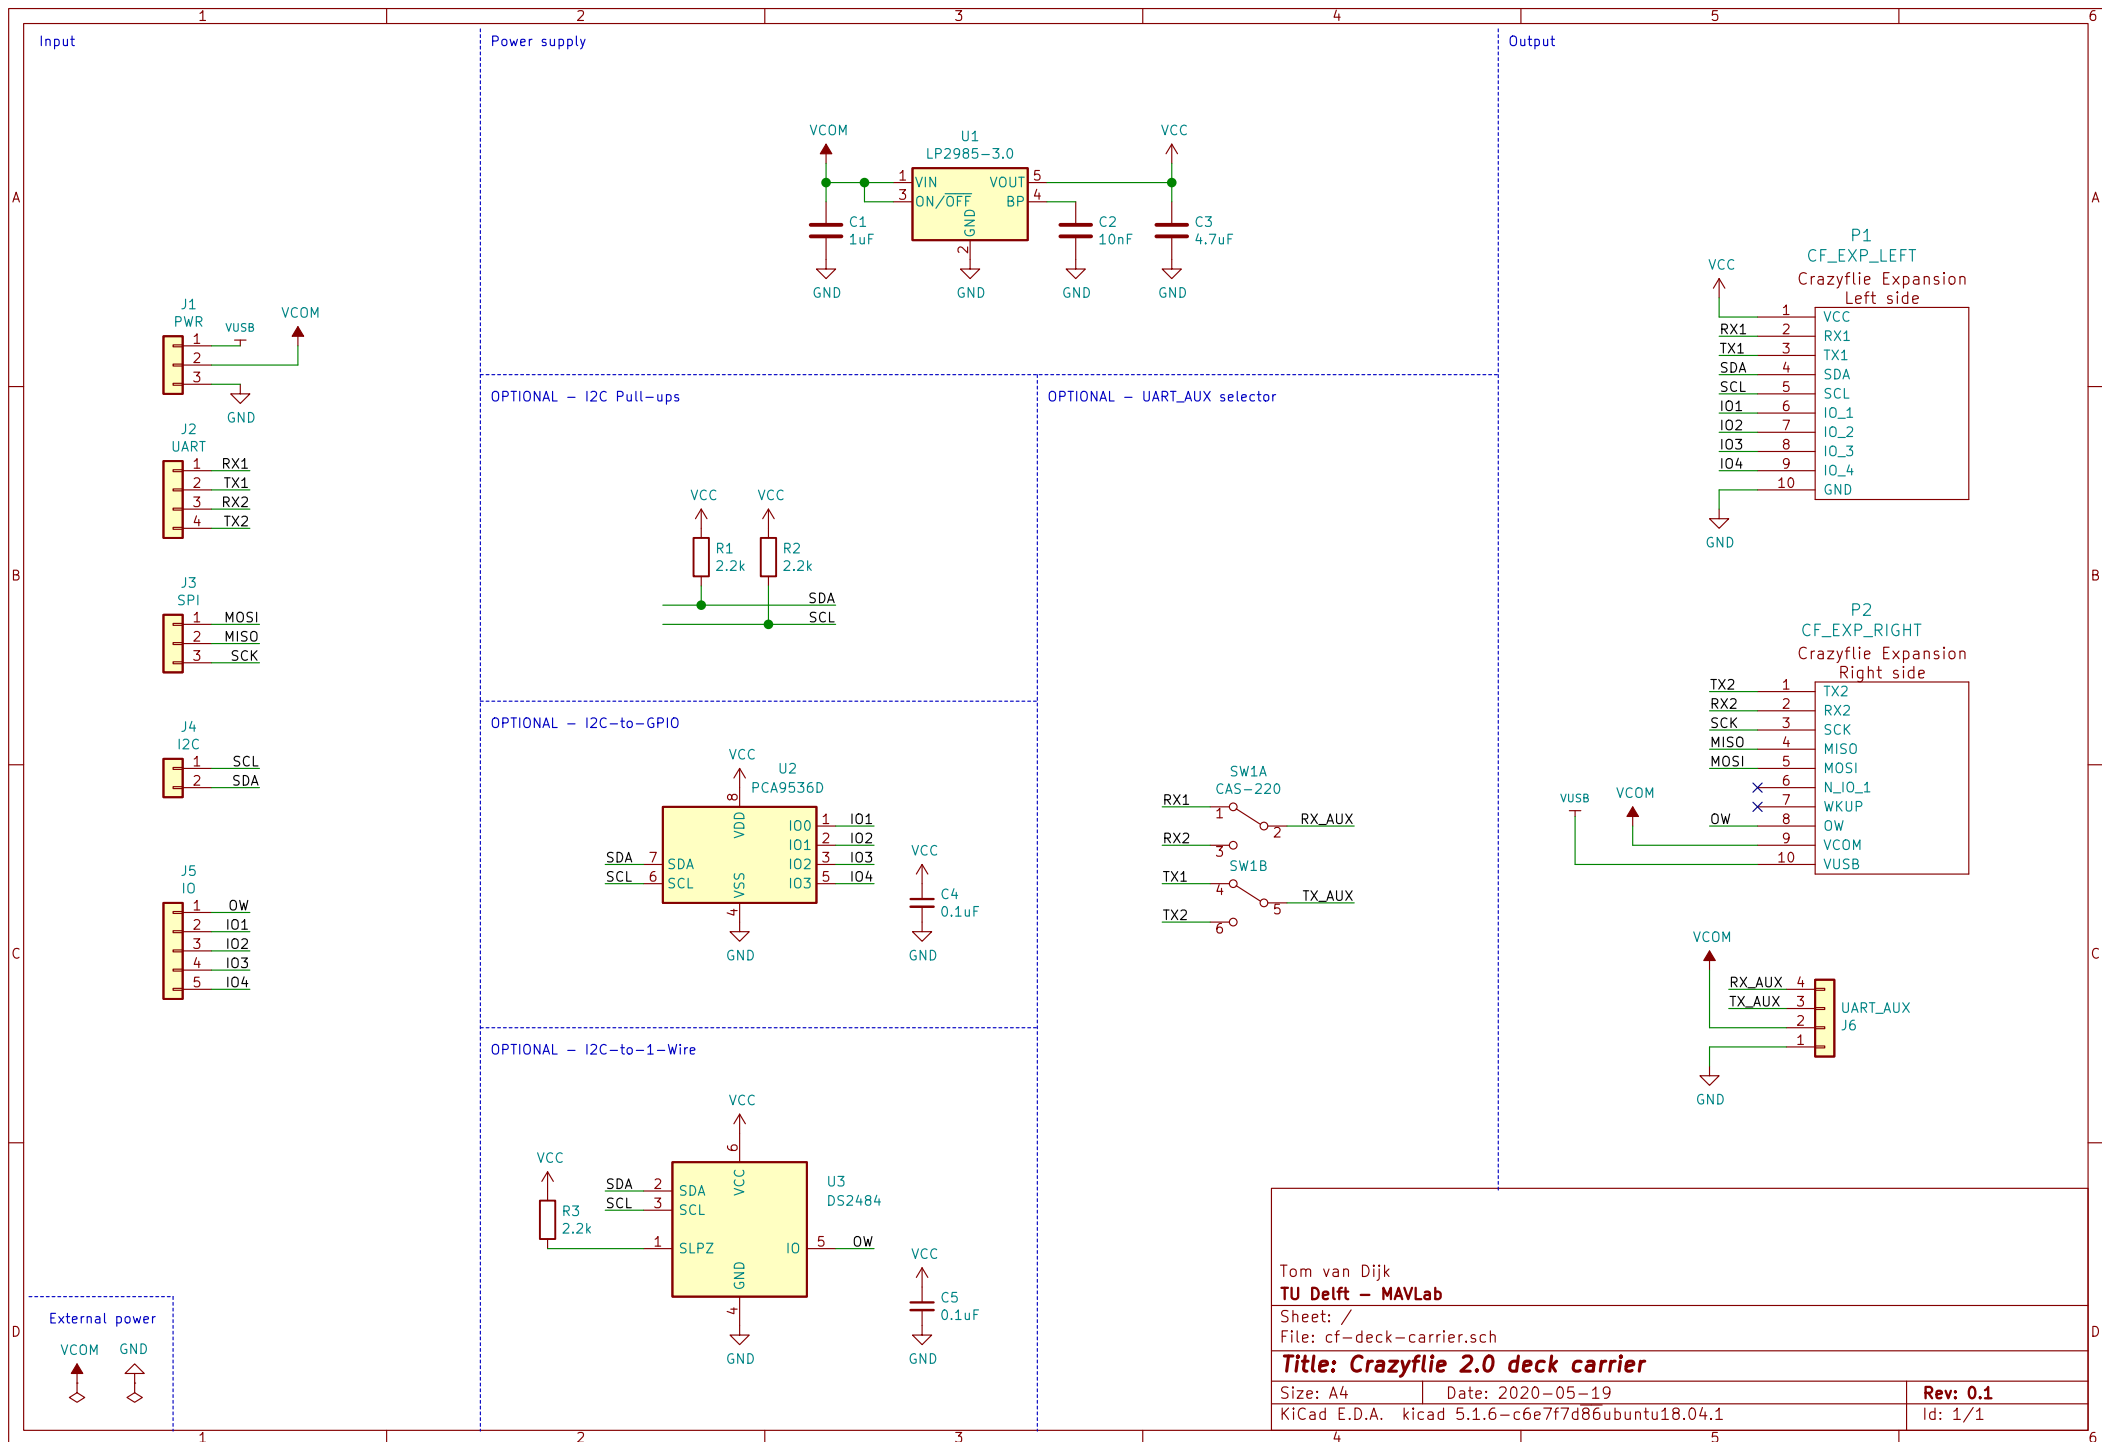 1 2 3 4 5 6
Input
Power supply
Output
A
A
VCOM
U1
LP2985-3.0
VCC
1 VIN
3 ON/OFF
GND
2
VOUT 5
BP 4
C1
1uF
C2
10nF
C3
4.7uF
GND
GND
GND
GND
J1
PWR
1
2
3
VUSB
VCOM
GND
J2
UART
1 RX1
2 TX1
3 RX2
4 TX2
J3
SPI
1 MOSI
2 MISO
3 SCK
J4
I2C
1 SCL
2 SDA
J5
IO
1 OW
2 IO1
3 IO2
4 IO3
5 IO4
External power
VCOM
GND
OPTIONAL - I2C Pull-ups
VCC
VCC
R1
2.2k
R2
2.2k
SDA
SCL
OPTIONAL - I2C-to-GPIO
VCC
U2
PCA9536D
8
VDD
SDA 7 SDA
SCL 6 SCL
VSS
4
IO0 1 IO1
IO1 2 IO2
IO2 3 IO3
IO3 5 IO4
GND
VCC
C4
0.1uF
GND
OPTIONAL - I2C-to-1-Wire
VCC
6
VCC
VCC
R3
2.2k
SDA 2 SDA
SCL 3 SCL
1 SLPZ
IO 5 OW
GND
4
U3
DS2484
GND
VCC
C5
0.1uF
GND
OPTIONAL - UART_AUX selector
SW1A
CAS-220
RX1 1
2 RX_AUX
RX2 3
SW1B
TX1 4
5 TX_AUX
TX2 6
P1
CF_EXP_LEFT
Crazyflie Expansion
Left side
VCC
1 VCC
RX1 2 RX1
TX1 3 TX1
SDA 4 SDA
SCL 5 SCL
IO1 6 IO_1
IO2 7 IO_2
IO3 8 IO_3
IO4 9 IO_4
10 GND
GND
P2
CF_EXP_RIGHT
Crazyflie Expansion
Right side
TX2 1 TX2
RX2 2 RX2
SCK 3 SCK
MISO 4 MISO
MOSI 5 MOSI
6 N_IO_1
7 WKUP
OW 8 OW
9 VCOM
10 VUSB
VUSB
VCOM
VCOM
RX_AUX 4
TX_AUX 3
2
1
UART_AUX
J6
GND
B
B
C
C
D
D
Tom van Dijk
TU Delft - MAVLab
Sheet: /
File: cf-deck-carrier.sch
Title: Crazyflie 2.0 deck carrier
Size: A4
Date: 2020-05-19
Rev: 0.1
KiCad E.D.A.  kicad 5.1.6-c6e7f7d86ubuntu18.04.1
Id: 1/1
1 2 3 4 5 6